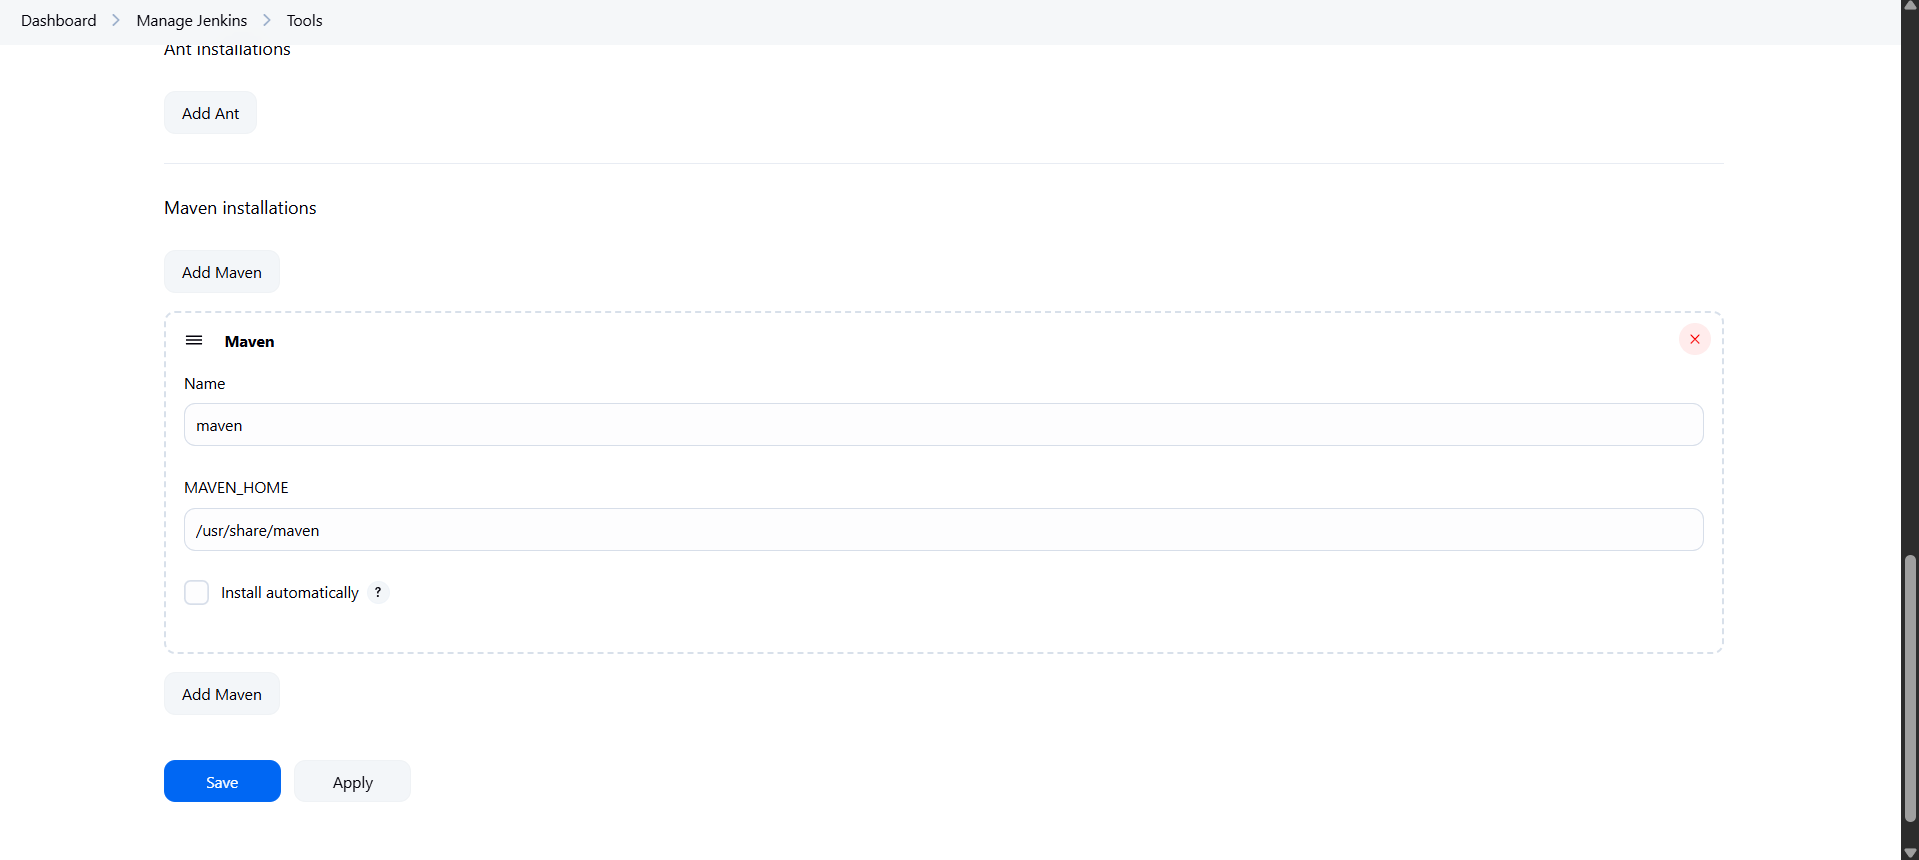 Dashboard > Manage Jenkins > Tools
Ant installations
Add Ant
Maven installations
Add Maven
Maven
Name
maven
MAVEN_HOME
/usr/share/maven
Install automatically ?
Add Maven
Save Apply